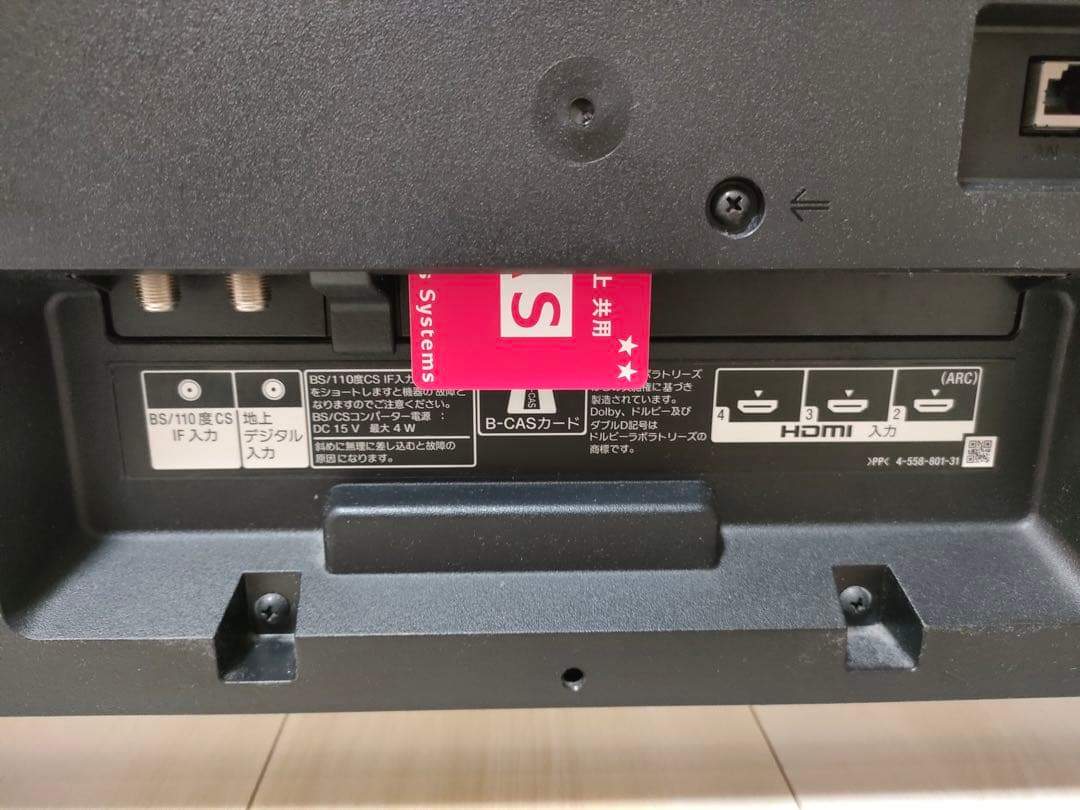 AS
s Systems
上 共用
★★
BS/110度CS
IF 入力
地上
デジタル
入力
BS/110度CS IF入力
をショートしますと機器の故障と
なりますのでご注意ください。
BS/CSコンバーター電源 :
DC 15 V 最大 4 W
斜めに無理に差し込むと故障の
原因になります。
CAS
B-CASカード
ボラトリーズ
権に基づき
製造されています。
Dolby、ドルビー及び
ダブルD記号は
ドルビーラボラトリーズの
商標です。
(ARC)
4
3
2
HDMI 入力
>PP< 4-558-801-31